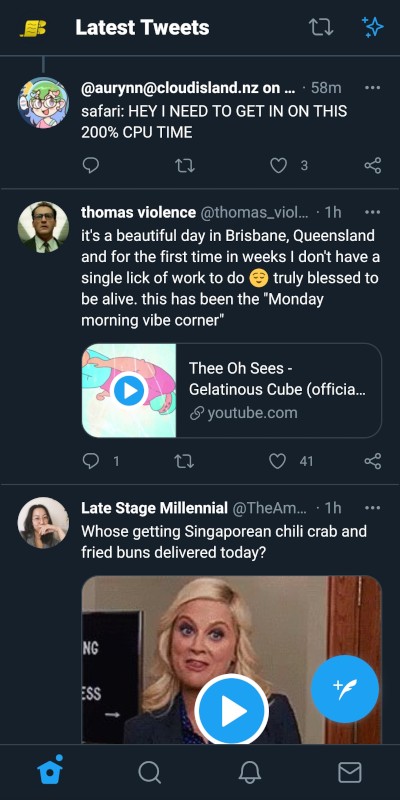 Latest Tweets
@aurynn@cloudisland.nz on ... · 58m
safari: HEY I NEED TO GET IN ON THIS
200% CPU TIME
3
thomas violence @thomas_viol... · 1h
it's a beautiful day in Brisbane, Queensland
and for the first time in weeks I don't have a
single lick of work to do 😌 truly blessed to
be alive. this has been the "Monday
morning vibe corner"
Thee Oh Sees -
Gelatinous Cube (officia...
youtube.com
1 41
Late Stage Millennial @TheAm... · 1h
Whose getting Singaporean chili crab and
fried buns delivered today?
NG
ESS